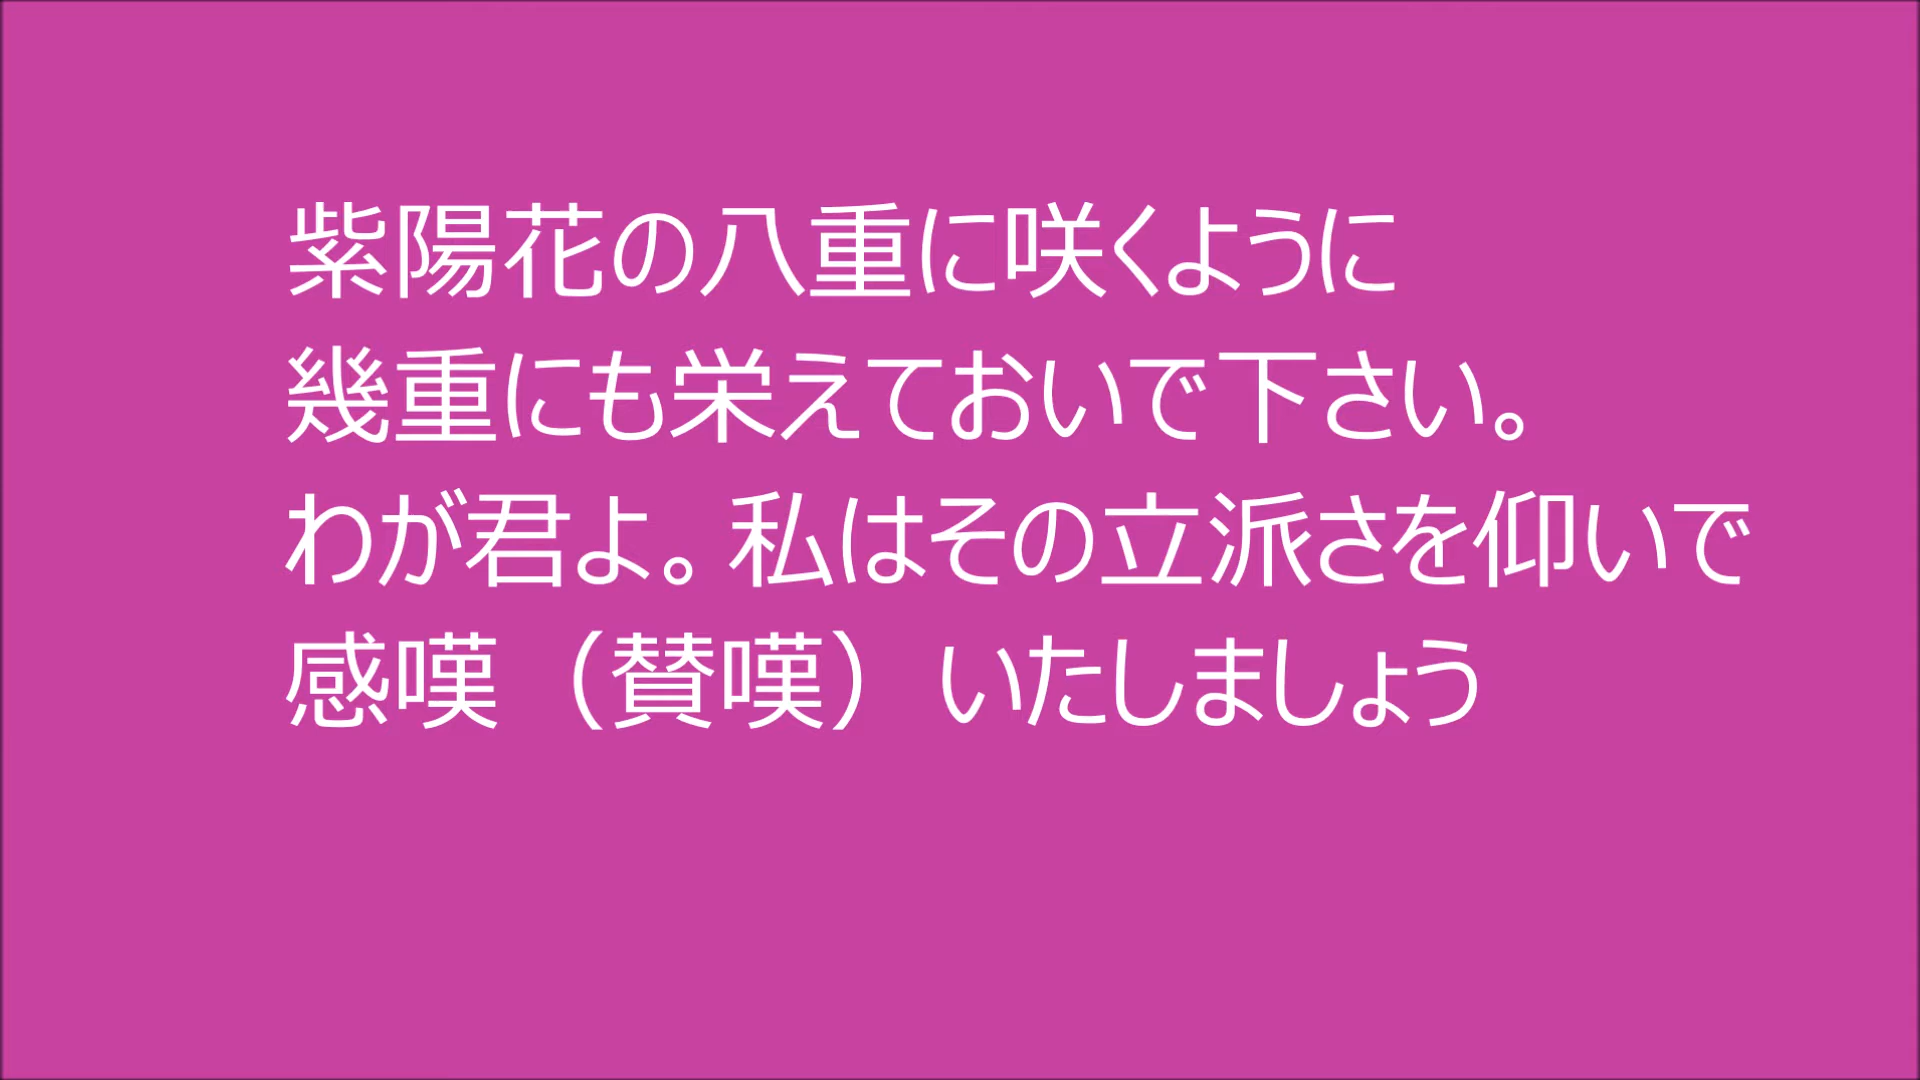 紫陽花の八重に咲くように
幾重にも栄えておいで下さい。
わが君よ。私はその立派さを仰いで
感嘆（賛嘆）いたしましょう